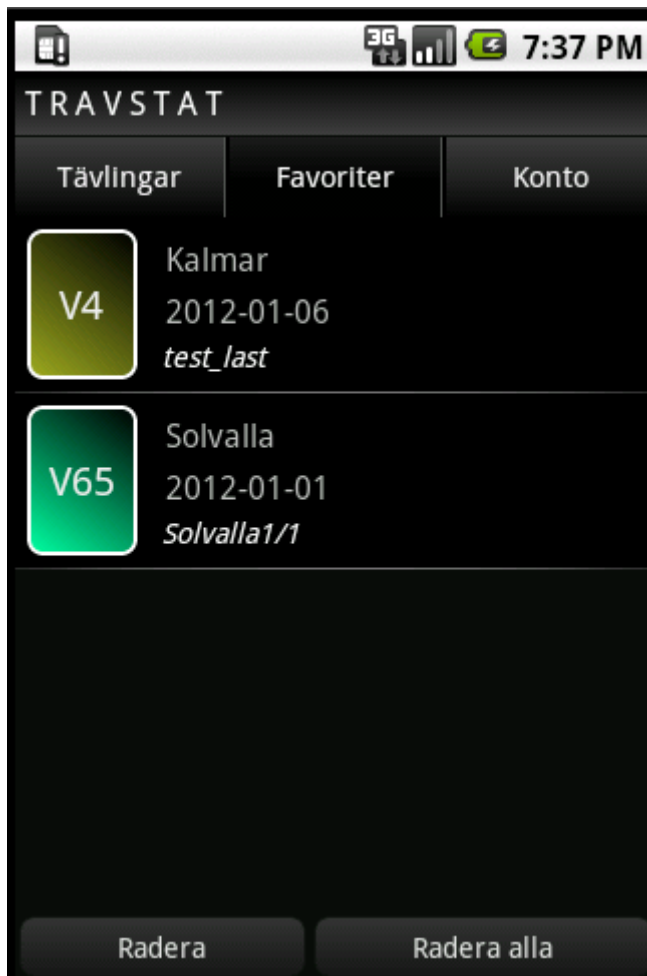 3G 7:37 PM
TRAVSTAT
Tävlingar Favoriter Konto
V4
Kalmar
2012-01-06
test_last
V65
Solvalla
2012-01-01
Solvalla1/1
Radera Radera alla